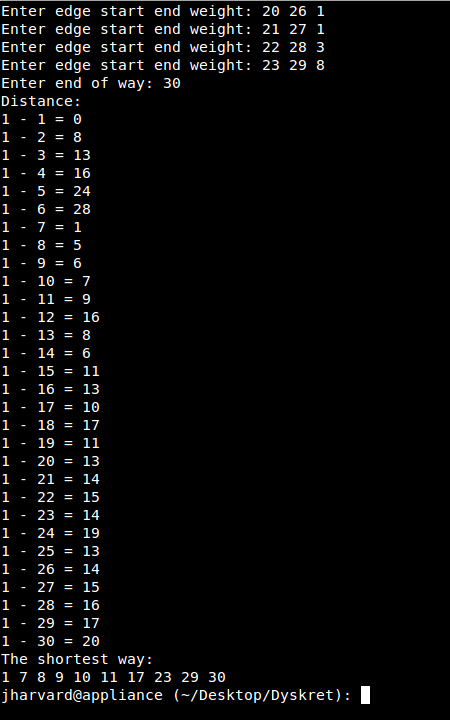 Enter edge start end weight: 20 26 1
Enter edge start end weight: 21 27 1
Enter edge start end weight: 22 28 3
Enter edge start end weight: 23 29 8
Enter end of way: 30
Distance:
1 - 1 = 0
1 - 2 = 8
1 - 3 = 13
1 - 4 = 16
1 - 5 = 24
1 - 6 = 28
1 - 7 = 1
1 - 8 = 5
1 - 9 = 6
1 - 10 = 7
1 - 11 = 9
1 - 12 = 16
1 - 13 = 8
1 - 14 = 6
1 - 15 = 11
1 - 16 = 13
1 - 17 = 10
1 - 18 = 17
1 - 19 = 11
1 - 20 = 13
1 - 21 = 14
1 - 22 = 15
1 - 23 = 14
1 - 24 = 19
1 - 25 = 13
1 - 26 = 14
1 - 27 = 15
1 - 28 = 16
1 - 29 = 17
1 - 30 = 20
The shortest way:
1 7 8 9 10 11 17 23 29 30
jharvard@appliance (~/Desktop/Dyskret):